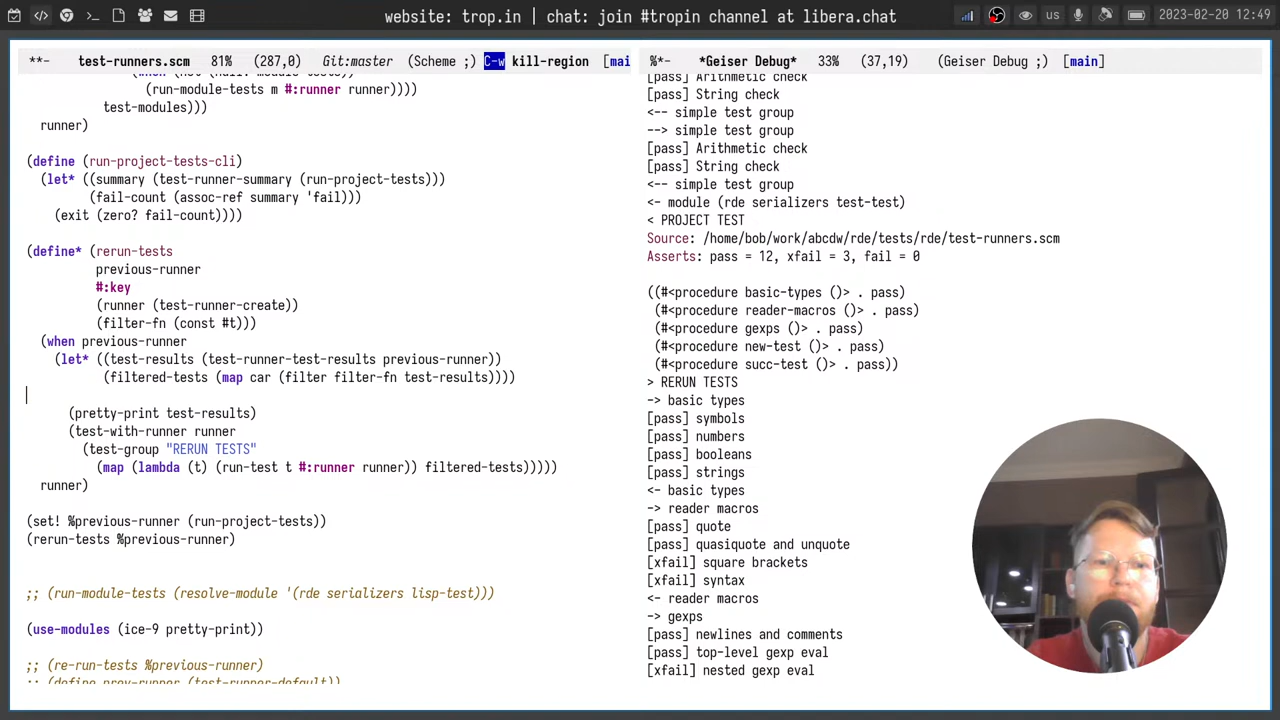 website: trop.in | chat: join #tropin channel at libera.chat
us
2023-02-20 12:49
**- test-runners.scm 81% (287,0) Git:master (Scheme ;) C-w kill-region [mai
(when (not (null? module-tests))
(run-module-tests m #:runner runner))))
test-modules)))
runner)
(define (run-project-tests-cli)
(let* ((summary (test-runner-summary (run-project-tests)))
(fail-count (assoc-ref summary 'fail)))
(exit (zero? fail-count))))
(define* (rerun-tests
previous-runner
#:key
(runner (test-runner-create))
(filter-fn (const #t)))
(when previous-runner
(let* ((test-results (test-runner-test-results previous-runner))
(filtered-tests (map car (filter filter-fn test-results))))
(pretty-print test-results)
(test-with-runner runner
(test-group "RERUN TESTS"
(map (lambda (t) (run-test t #:runner runner)) filtered-tests)))))
runner)
(set! %previous-runner (run-project-tests))
(rerun-tests %previous-runner)
;; (run-module-tests (resolve-module '(rde serializers lisp-test)))
(use-modules (ice-9 pretty-print))
;; (re-run-tests %previous-runner)
;; (define prev-runner (test-runner-default))
%*- *Geiser Debug* 33% (37,19) (Geiser Debug ;) [main]
[pass] Arithmetic check
[pass] String check
<-- simple test group
--> simple test group
[pass] Arithmetic check
[pass] String check
<-- simple test group
<- module (rde serializers test-test)
< PROJECT TEST
Source: /home/bob/work/abcdw/rde/tests/rde/test-runners.scm
Asserts: pass = 12, xfail = 3, fail = 0
((#<procedure basic-types ()> . pass)
(#<procedure reader-macros ()> . pass)
(#<procedure gexps ()> . pass)
(#<procedure new-test ()> . pass)
(#<procedure succ-test ()> . pass))
> RERUN TESTS
-> basic types
[pass] symbols
[pass] numbers
[pass] booleans
[pass] strings
<- basic types
-> reader macros
[pass] quote
[pass] quasiquote and unquote
[xfail] square brackets
[xfail] syntax
<- reader macros
-> gexps
[pass] newlines and comments
[pass] top-level gexp eval
[xfail] nested gexp eval